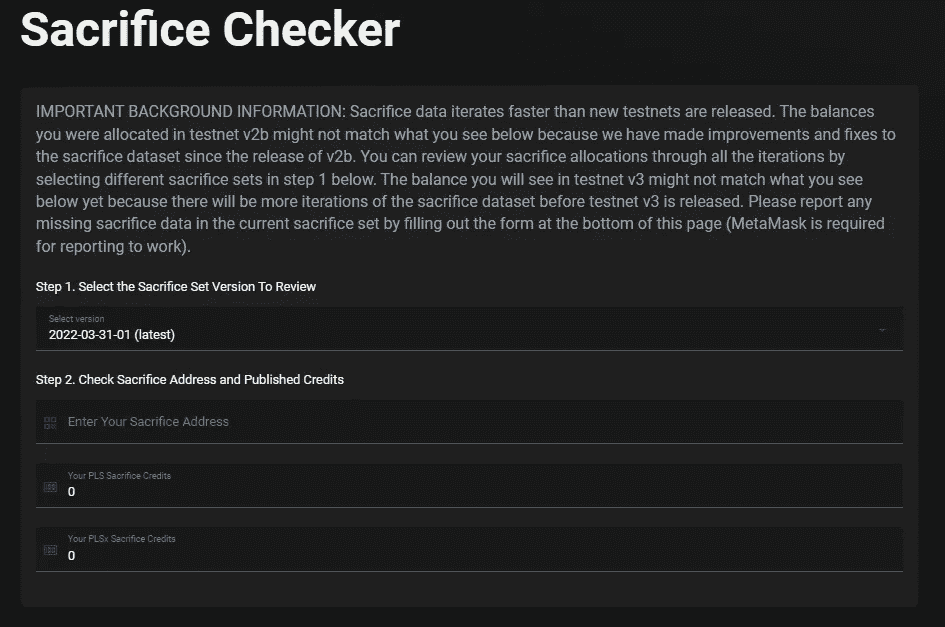 Sacrifice Checker
IMPORTANT BACKGROUND INFORMATION: Sacrifice data iterates faster than new testnets are released. The balances
you were allocated in testnet v2b might not match what you see below because we have made improvements and fixes to
the sacrifice dataset since the release of v2b. You can review your sacrifice allocations through all the iterations by
selecting different sacrifice sets in step 1 below. The balance you will see in testnet v3 might not match what you see
below yet because there will be more iterations of the sacrifice dataset before testnet v3 is released. Please report any
missing sacrifice data in the current sacrifice set by filling out the form at the bottom of this page (MetaMask is required
for reporting to work).
Step 1. Select the Sacrifice Set Version To Review
Select version
2022-03-31-01 (latest)
Step 2. Check Sacrifice Address and Published Credits
Enter Your Sacrifice Address
Your PLS Sacrifice Credits
0
Your PLSx Sacrifice Credits
0